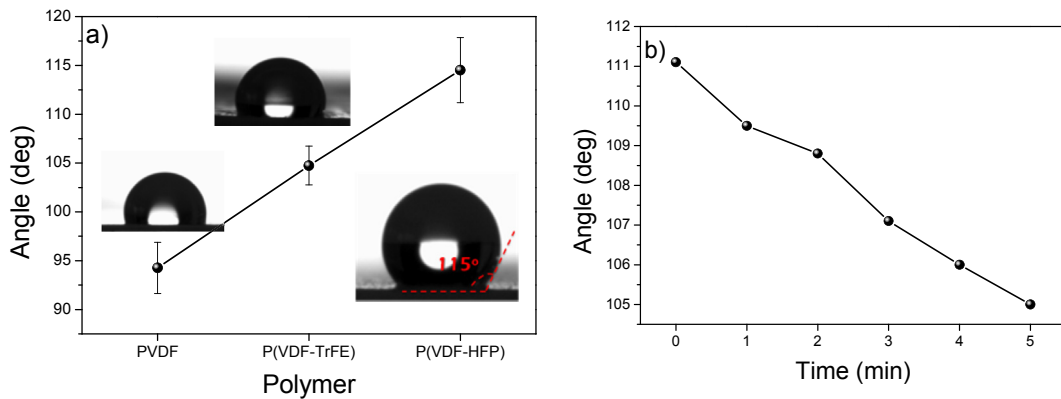 a)
120
115
110
105
100
95
90
Angle (deg)
115°
PVDF
P(VDF-TrFE)
P(VDF-HFP)
Polymer
b)
112
111
110
109
108
107
106
105
Angle (deg)
0
1
2
3
4
5
Time (min)